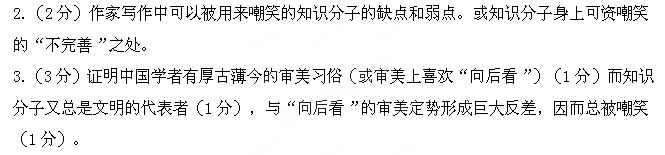 2.（2分）作家写作中可以被用来嘲笑的知识分子的缺点和弱点。或知识分子身上可资嘲笑
的“不完善”之处。
3.（3分）证明中国学者有厚古薄今的审美习俗（或审美上喜欢“向后看”）（1分）而知识
分子又总是文明的代表者（1分），与“向后看”的审美定势形成巨大反差，因而总被嘲笑
（1分）。